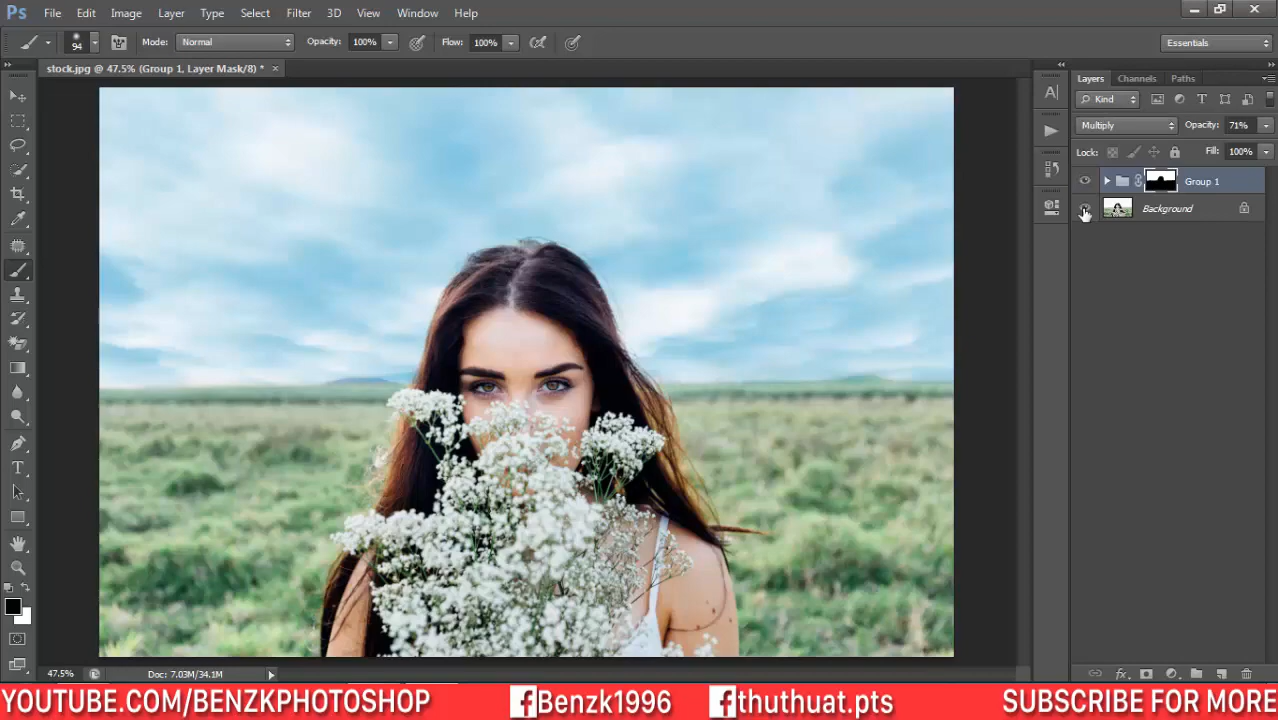 Ps File Edit Image Layer Type Select Filter 3D View Window Help
94 Mode: Normal Opacity: 100% Flow: 100% Essentials
stock.jpg @ 47.5% (Group 1, Layer Mask/8) * ×
Layers Channels Paths
Kind
Multiply Opacity: 71%
Lock: Fill: 100%
Group 1
Background
47.5% Doc: 7.03M/34.1M
YOUTUBE.COM/BENZKPHOTOSHOP f Benzk1996 f thuthuat.pts SUBSCRIBE FOR MORE